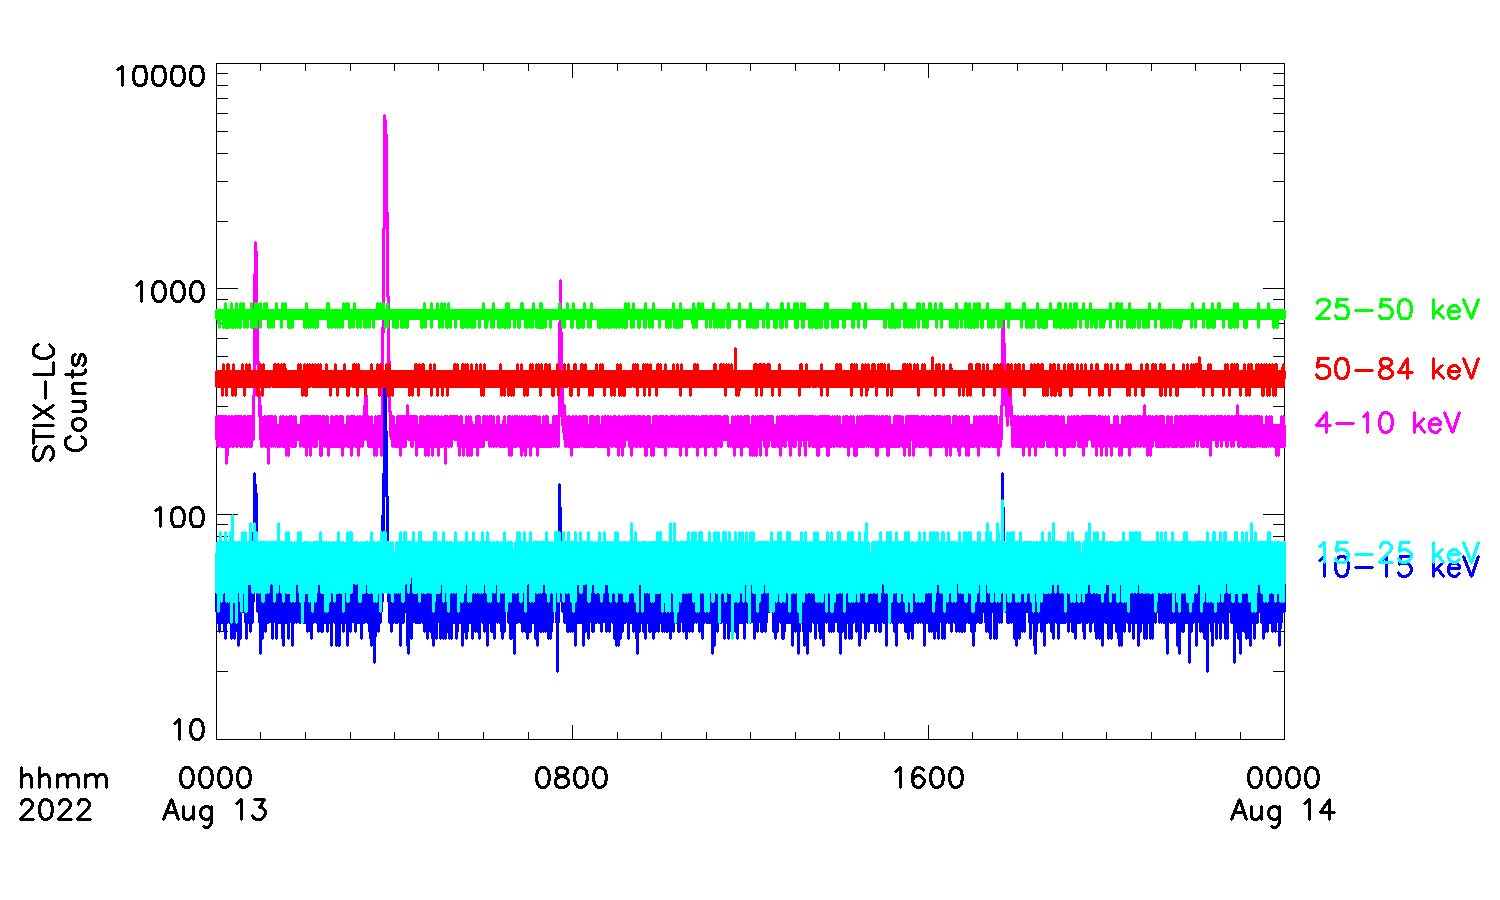 10000
1000
100
10
STIX-LC
Counts
25-50 keV
50-84 keV
4-10 keV
15-25 keV
10-15 keV
hhmm 0000 0800 1600 0000
2022 Aug 13 Aug 14